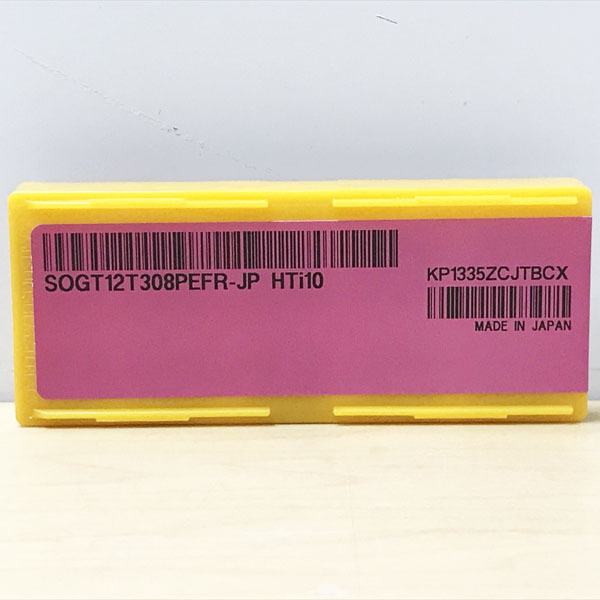 SOGT12T308PEFR-JP HTi10
KP1335ZCJTBCX
MADE IN JAPAN